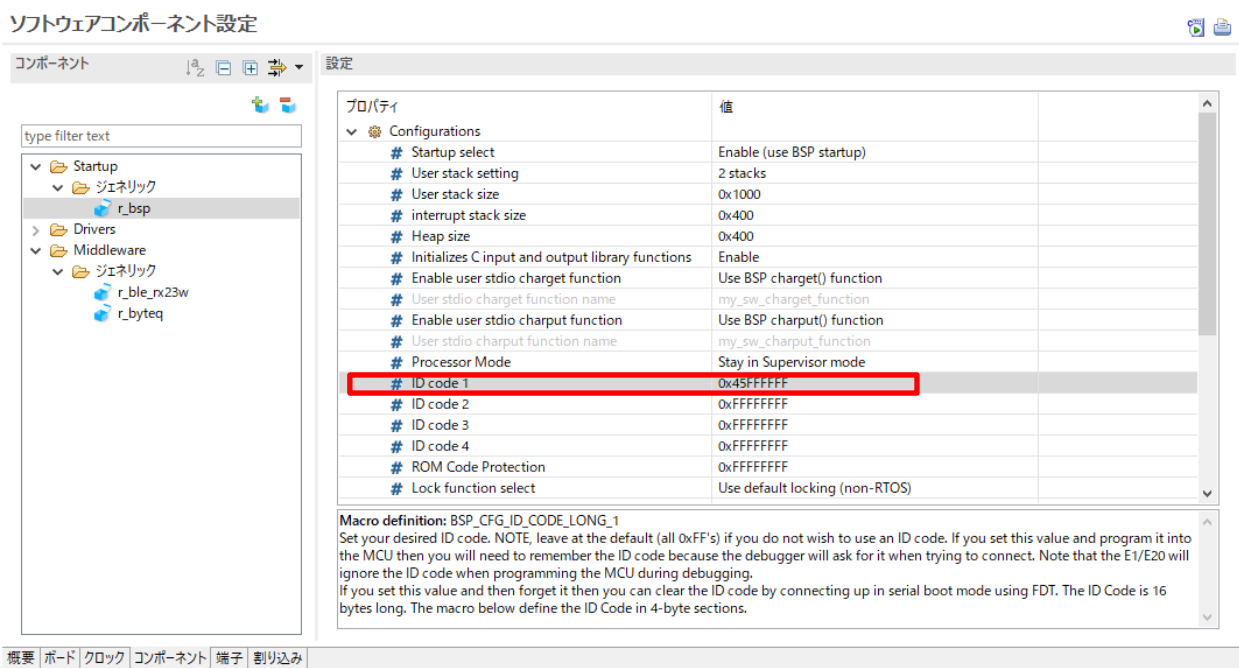 ソフトウェアコンポーネント設定
コンポーネント
設定
type filter text
Startup
ジェネリック
r_bsp
Drivers
Middleware
ジェネリック
r_ble_rx23w
r_byteq
プロパティ 値
Configurations
# Startup select Enable (use BSP startup)
# User stack setting 2 stacks
# User stack size 0x1000
# interrupt stack size 0x400
# Heap size 0x400
# Initializes C input and output library functions Enable
# Enable user stdio charget function Use BSP charget() function
# User stdio charget function name my_sw_charget_function
# Enable user stdio charput function Use BSP charput() function
# User stdio charput function name my_sw_charput_function
# Processor Mode Stay in Supervisor mode
# ID code 1 0x45FFFFFF
# ID code 2 0xFFFFFFFF
# ID code 3 0xFFFFFFFF
# ID code 4 0xFFFFFFFF
# ROM Code Protection 0xFFFFFFFF
# Lock function select Use default locking (non-RTOS)
Macro definition: BSP_CFG_ID_CODE_LONG_1
Set your desired ID code. NOTE, leave at the default (all 0xFF's) if you do not wish to use an ID code. If you set this value and program it into
the MCU then you will need to remember the ID code because the debugger will ask for it when trying to connect. Note that the E1/E20 will
ignore the ID code when programming the MCU during debugging.
If you set this value and then forget it then you can clear the ID code by connecting up in serial boot mode using FDT. The ID Code is 16
bytes long. The macro below define the ID Code in 4-byte sections.
概要 ボード クロック コンポーネント 端子 割り込み